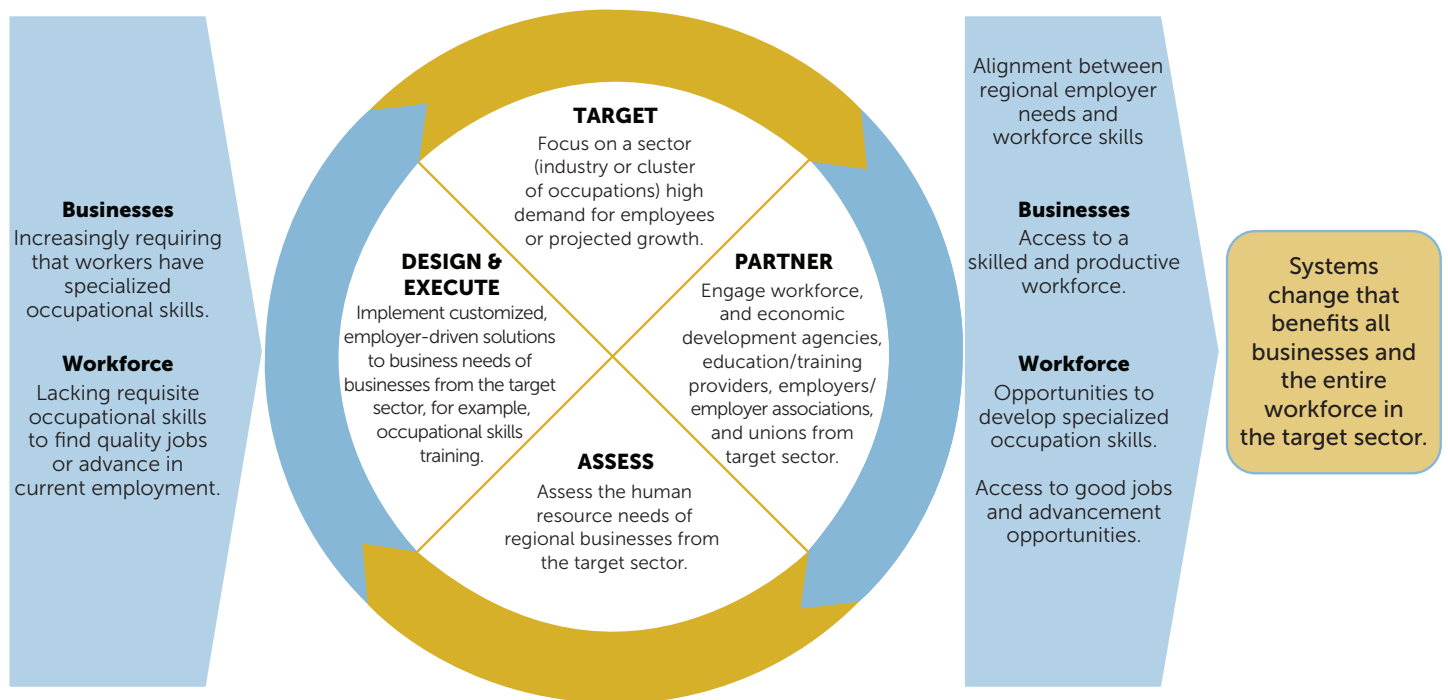 Businesses
Increasingly requiring
that workers have
specialized
occupational skills.
Workforce
Lacking requisite
occupational skills
to find quality jobs
or advance in
current employment.
TARGET
Focus on a sector
(industry or cluster
of occupations) high
demand for employees
or projected growth.
PARTNER
Engage workforce,
and economic
development agencies,
education/training
providers, employers/
employer associations,
and unions from
target sector.
ASSESS
Assess the human
resource needs of
regional businesses from
the target sector.
DESIGN &
EXECUTE
Implement customized,
employer-driven solutions
to business needs of
businesses from the target
sector, for example,
occupational skills
training.
Alignment between
regional employer
needs and
workforce skills
Businesses
Access to a
skilled and productive
workforce.
Workforce
Opportunities to
develop specialized
occupation skills.
Access to good jobs
and advancement
opportunities.
Systems
change that
benefits all
businesses and
the entire
workforce in
the target sector.